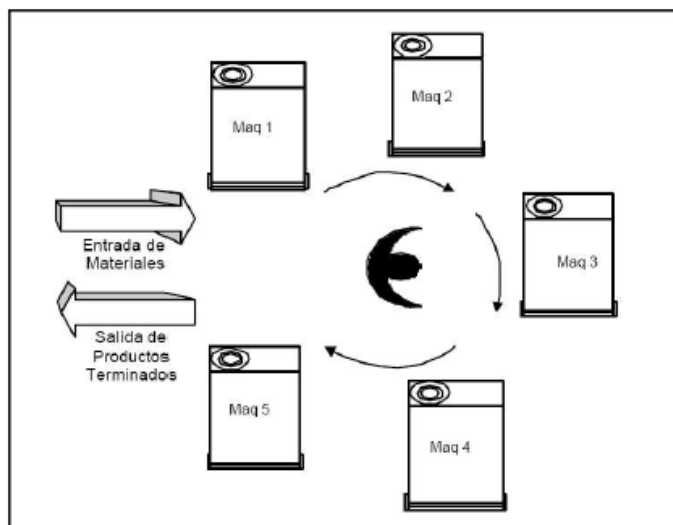 Maq 1
Maq 2
Entrada de
Materiales
Maq 3
Salida de
Productos
Terminados
Maq 5
Maq 4